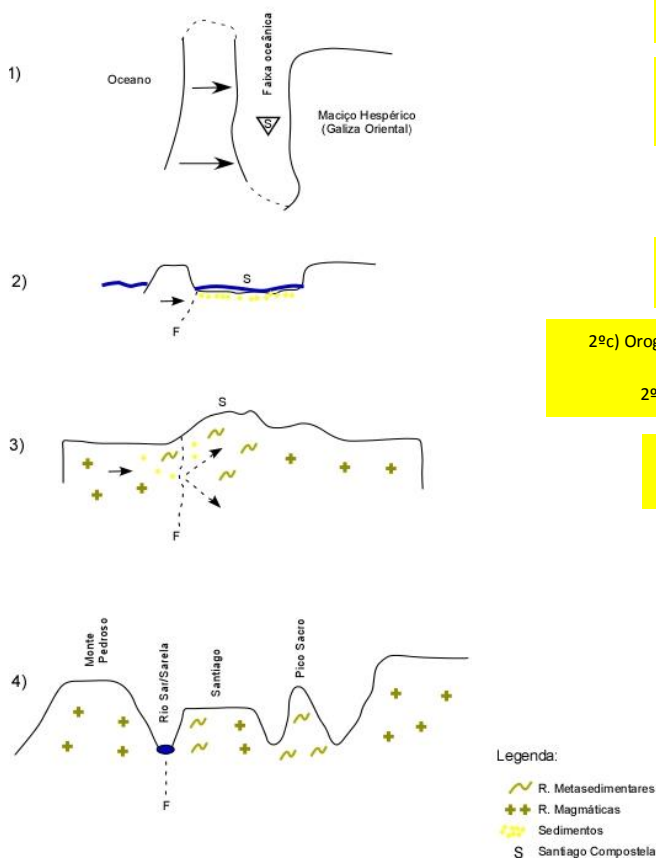 1)
Oceano
Faixa oceânica
S
Maciço Hespérico
(Galiza Oriental)
2)
S
F
2ºc) Orog
2º
3)
S
F
4)
Monte
Pedroso
Rio Sar/Sarela
Santiago
Pico Sacro
F
Legenda:
R. Metasedimentares
R. Magmáticas
Sedimentos
S Santiago Compostela